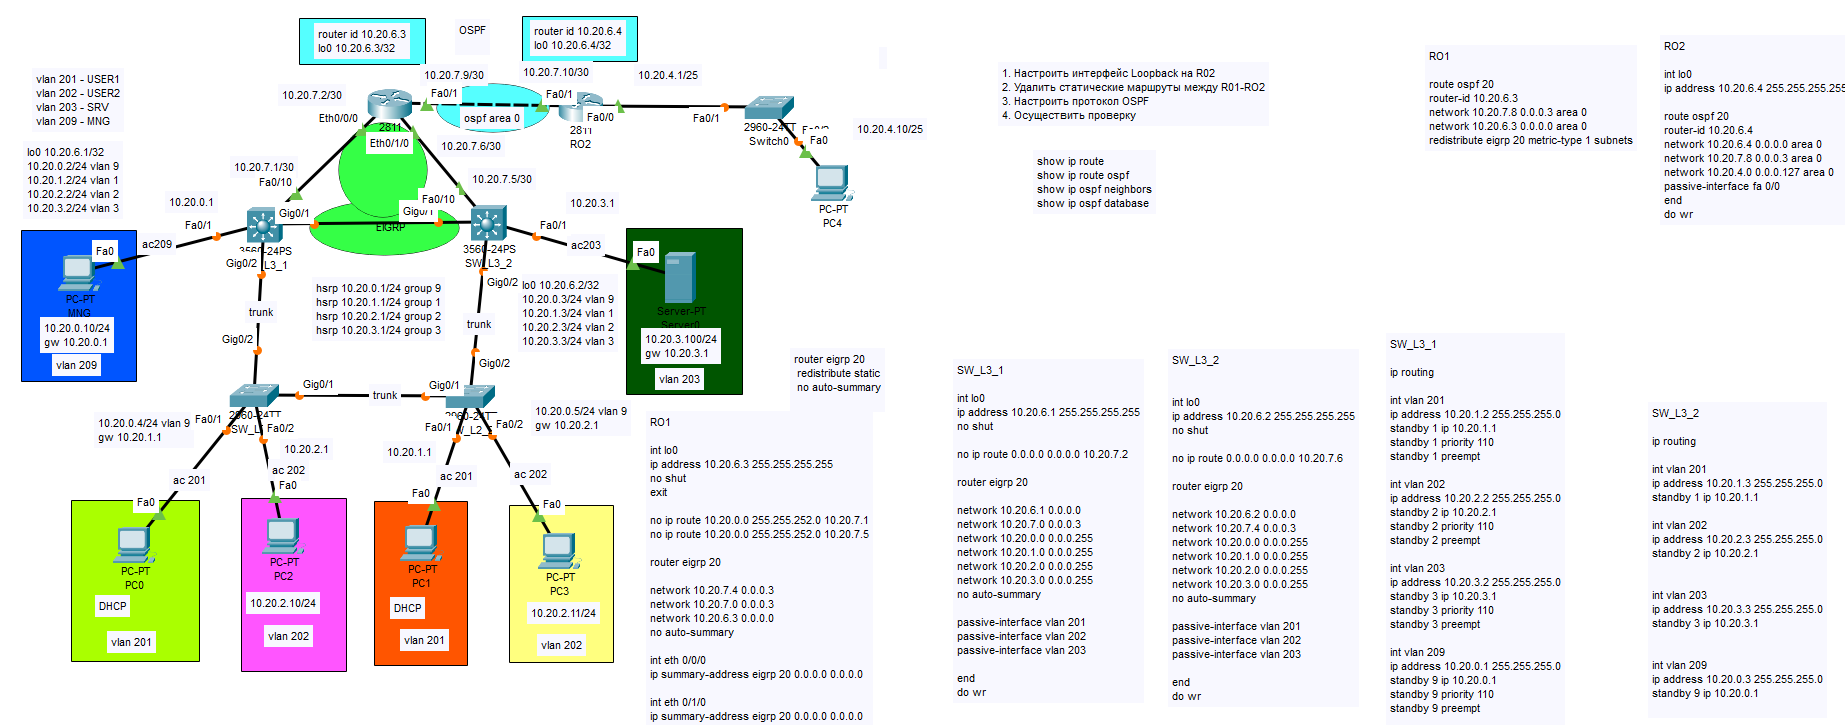 router id 10.20.6.3
lo0 10.20.6.3/32
OSPF
router id 10.20.6.4
lo0 10.20.6.4/32
vlan 201 - USER1
vlan 202 - USER2
vlan 203 - SRV
vlan 209 - MNG
10.20.7.9/30
10.20.7.10/30
10.20.4.1/25
10.20.7.2/30
Fa0/1
Fa0/1
ospf area 0
Fa0/0
Fa0/1
Eth0/0/0
2811
Eth0/1/0
2811
RO2
2960-24TT
Switch0
Fa0
10.20.4.10/25
PC-PT
PC4
10.20.7.6/30
lo0 10.20.6.1/32
10.20.0.2/24 vlan 9
10.20.1.2/24 vlan 1
10.20.2.2/24 vlan 2
10.20.3.2/24 vlan 3
10.20.7.1/30
Fa0/10
10.20.7.5/30
Fa0/10
10.20.0.1
Fa0/1
Gig0/1
Gig0/1
EIGRP
10.20.3.1
Fa0/1
ac209
Fa0
3560-24PS
L3_1
3560-24PS
SW_L3_2
ac203
Fa0
Gig0/2
Gig0/2
PC-PT
MNG
10.20.0.10/24
gw 10.20.0.1
vlan 209
hsrp 10.20.0.1/24 group 9
hsrp 10.20.1.1/24 group 1
hsrp 10.20.2.1/24 group 2
hsrp 10.20.3.1/24 group 3
lo0 10.20.6.2/32
10.20.0.3/24 vlan 9
10.20.1.3/24 vlan 1
10.20.2.3/24 vlan 2
10.20.3.3/24 vlan 3
Server-PT
Server0
10.20.3.100/24
gw 10.20.3.1
vlan 203
trunk
trunk
Gig0/2
Gig0/2
Gig0/1
trunk
Gig0/1
2960-24TT
2960-24TT
10.20.0.4/24 vlan 9
gw 10.20.1.1
Fa0/1
Fa0/2
10.20.2.1
10.20.1.1
Fa0/1
Fa0/2
10.20.0.5/24 vlan 9
gw 10.20.2.1
ac 201
ac 202
ac 201
ac 202
Fa0
Fa0
Fa0
Fa0
PC-PT
PC0
DHCP
vlan 201
PC-PT
PC2
10.20.2.10/24
vlan 202
PC-PT
PC1
DHCP
vlan 201
PC-PT
PC3
10.20.2.11/24
vlan 202
1. Настроить интерфейс Loopback на R02
2. Удалить статические маршруты между R01-RO2
3. Настроить протокол OSPF
4. Осуществить проверку
show ip route
show ip route ospf
show ip ospf neighbors
show ip ospf database
router eigrp 20
redistribute static
no auto-summary
RO1
int lo0
ip address 10.20.6.3 255.255.255.255
no shut
exit
no ip route 10.20.0.0 255.255.252.0 10.20.7.1
no ip route 10.20.0.0 255.255.252.0 10.20.7.5
router eigrp 20
network 10.20.7.4 0.0.0.3
network 10.20.7.0 0.0.0.3
network 10.20.6.3 0.0.0.0
no auto-summary
int eth 0/0/0
ip summary-address eigrp 20 0.0.0.0 0.0.0.0
int eth 0/1/0
ip summary-address eigrp 20 0.0.0.0 0.0.0.0
SW_L3_1
int lo0
ip address 10.20.6.1 255.255.255.255
no shut
no ip route 0.0.0.0 0.0.0.0 10.20.7.2
router eigrp 20
network 10.20.6.1 0.0.0.0
network 10.20.7.0 0.0.0.3
network 10.20.0.0 0.0.0.255
network 10.20.1.0 0.0.0.255
network 10.20.2.0 0.0.0.255
network 10.20.3.0 0.0.0.255
no auto-summary
passive-interface vlan 201
passive-interface vlan 202
passive-interface vlan 203
end
do wr
SW_L3_2
int lo0
ip address 10.20.6.2 255.255.255.255
no shut
no ip route 0.0.0.0 0.0.0.0 10.20.7.6
router eigrp 20
network 10.20.6.2 0.0.0.0
network 10.20.7.4 0.0.0.3
network 10.20.0.0 0.0.0.255
network 10.20.1.0 0.0.0.255
network 10.20.2.0 0.0.0.255
network 10.20.3.0 0.0.0.255
no auto-summary
passive-interface vlan 201
passive-interface vlan 202
passive-interface vlan 203
end
do wr
RO1
route ospf 20
router-id 10.20.6.3
network 10.20.7.8 0.0.0.3 area 0
network 10.20.6.3 0.0.0.0 area 0
redistribute eigrp 20 metric-type 1 subnets
RO2
int lo0
ip address 10.20.6.4 255.255.255.255
route ospf 20
router-id 10.20.6.4
network 10.20.6.4 0.0.0.0 area 0
network 10.20.7.8 0.0.0.3 area 0
network 10.20.4.0 0.0.0.127 area 0
passive-interface fa 0/0
end
do wr
SW_L3_1
ip routing
int vlan 201
ip address 10.20.1.2 255.255.255.0
standby 1 ip 10.20.1.1
standby 1 priority 110
standby 1 preempt
int vlan 202
ip address 10.20.2.2 255.255.255.0
standby 2 ip 10.20.2.1
standby 2 priority 110
standby 2 preempt
int vlan 203
ip address 10.20.3.2 255.255.255.0
standby 3 ip 10.20.3.1
standby 3 priority 110
standby 3 preempt
int vlan 209
ip address 10.20.0.1 255.255.255.0
standby 9 ip 10.20.0.1
standby 9 priority 110
standby 9 preempt
SW_L3_2
ip routing
int vlan 201
ip address 10.20.1.3 255.255.255.0
standby 1 ip 10.20.1.1
int vlan 202
ip address 10.20.2.3 255.255.255.0
standby 2 ip 10.20.2.1
int vlan 203
ip address 10.20.3.3 255.255.255.0
standby 3 ip 10.20.3.1
int vlan 209
ip address 10.20.0.3 255.255.255.0
standby 9 ip 10.20.0.1